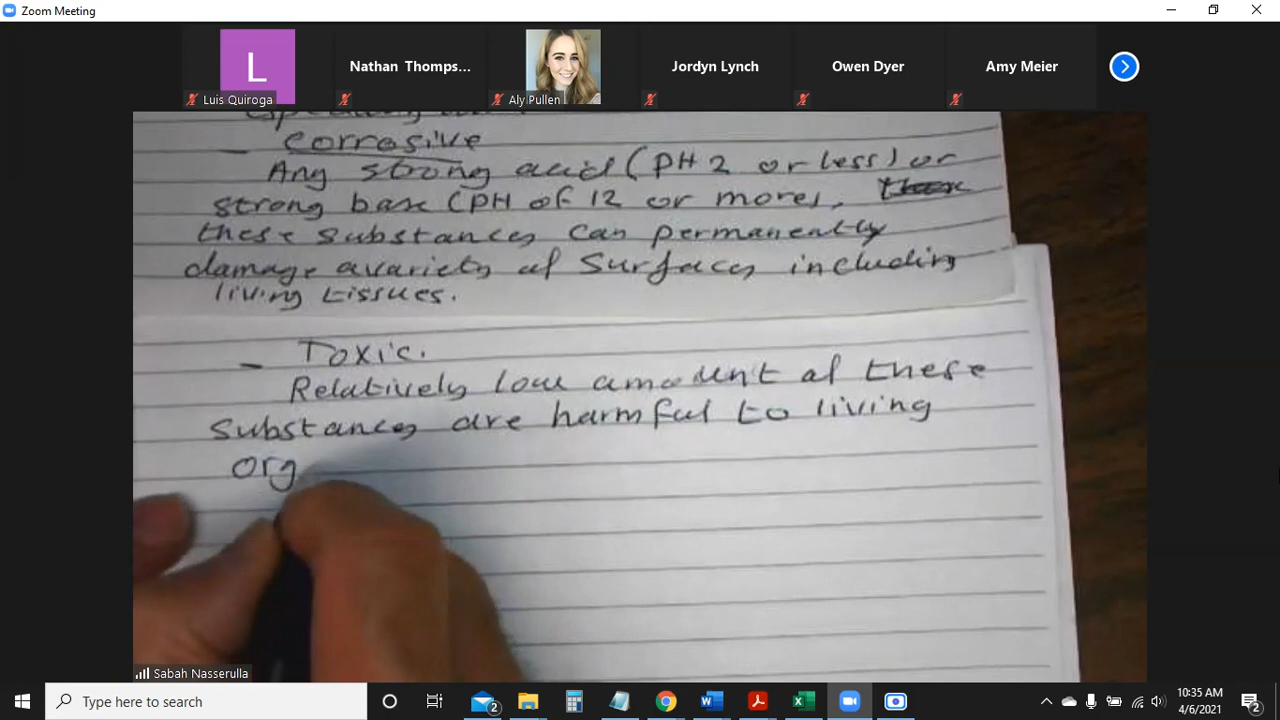 Zoom Meeting
L
Luis Quiroga
Nathan Thomps...
Aly Pullen
Jordyn Lynch
Owen Dyer
Amy Meier
- corrosive
Any strong acid (PH 2 or less) or
strong base (PH of 12 or more),
these substances can permanently
damage a variety of surfaces including
living tissues.
- Toxic.
Relatively low amount of these
substances are harmful to living
org
Sabah Nasserulla
Type here to search
2
10:35 AM
4/6/2021
2